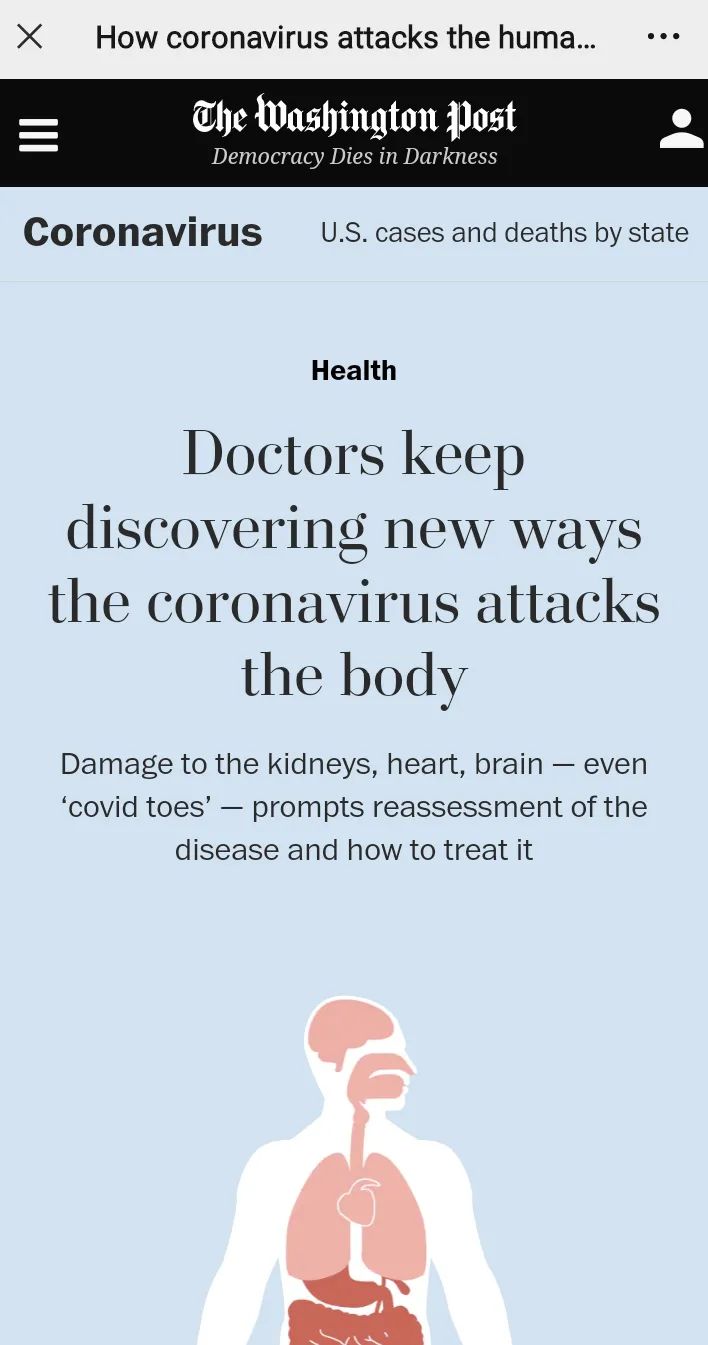 How coronavirus attacks the huma...
The Washington Post
Democracy Dies in Darkness
Coronavirus
U.S. cases and deaths by state
Health
Doctors keep
discovering new ways
the coronavirus attacks
the body
Damage to the kidneys, heart, brain — even
‘covid toes’ — prompts reassessment of the
disease and how to treat it